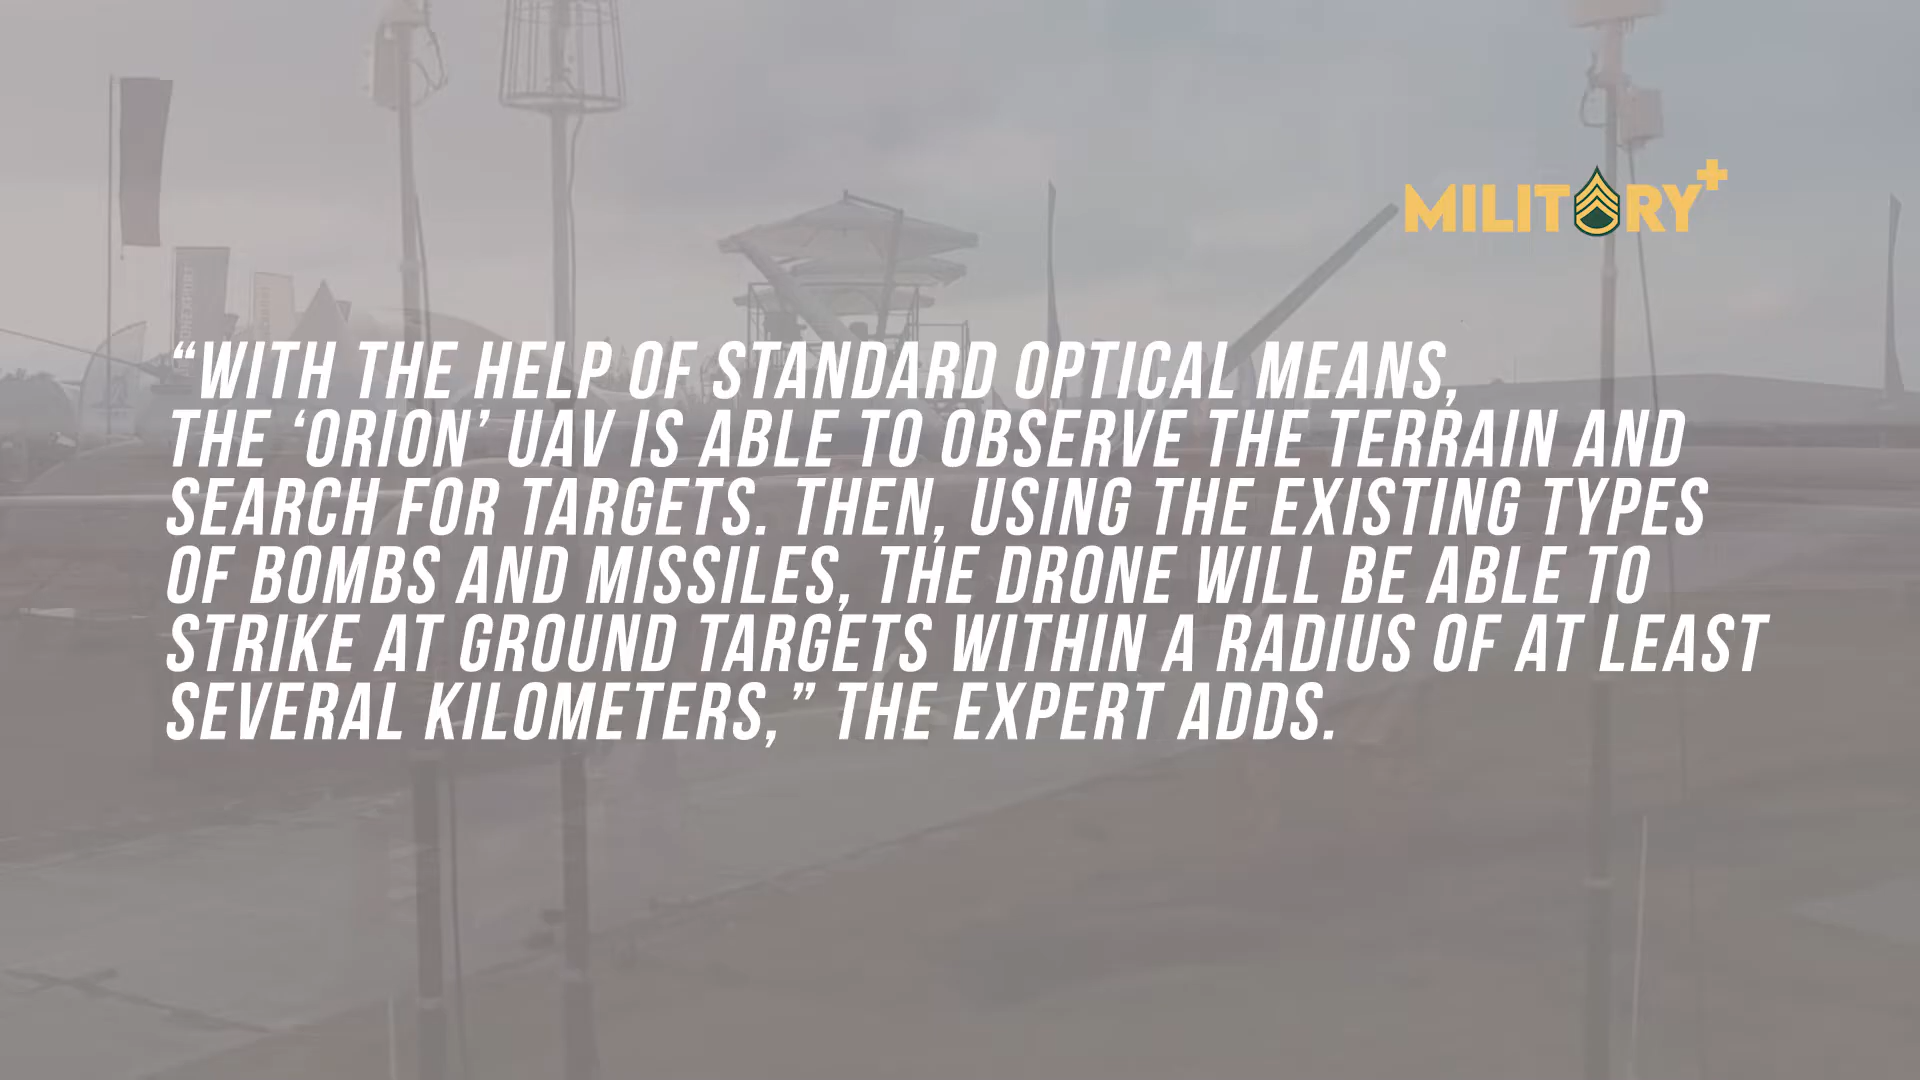 MILITARY+
“WITH THE HELP OF STANDARD OPTICAL MEANS,
THE ‘ORION’ UAV IS ABLE TO OBSERVE THE TERRAIN AND
SEARCH FOR TARGETS. THEN, USING THE EXISTING TYPES
OF BOMBS AND MISSILES, THE DRONE WILL BE ABLE TO
STRIKE AT GROUND TARGETS WITHIN A RADIUS OF AT LEAST
SEVERAL KILOMETERS,” THE EXPERT ADDS.